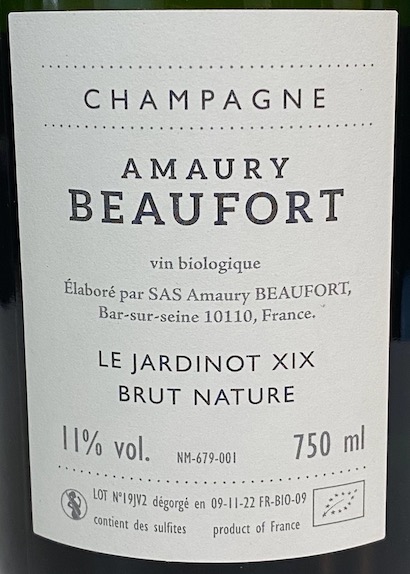 CHAMPAGNE
AMAURY
BEAUFORT
vin biologique
Élaboré par SAS Amaury BEAUFORT,
Bar-sur-seine 10110, France.
LE JARDINOT XIX
BRUT NATURE
11% vol. NM-679-001 750 ml
LOT N°19JV2 dégorgé en 09-11-22 FR-BIO-09
contient des sulfites product of France